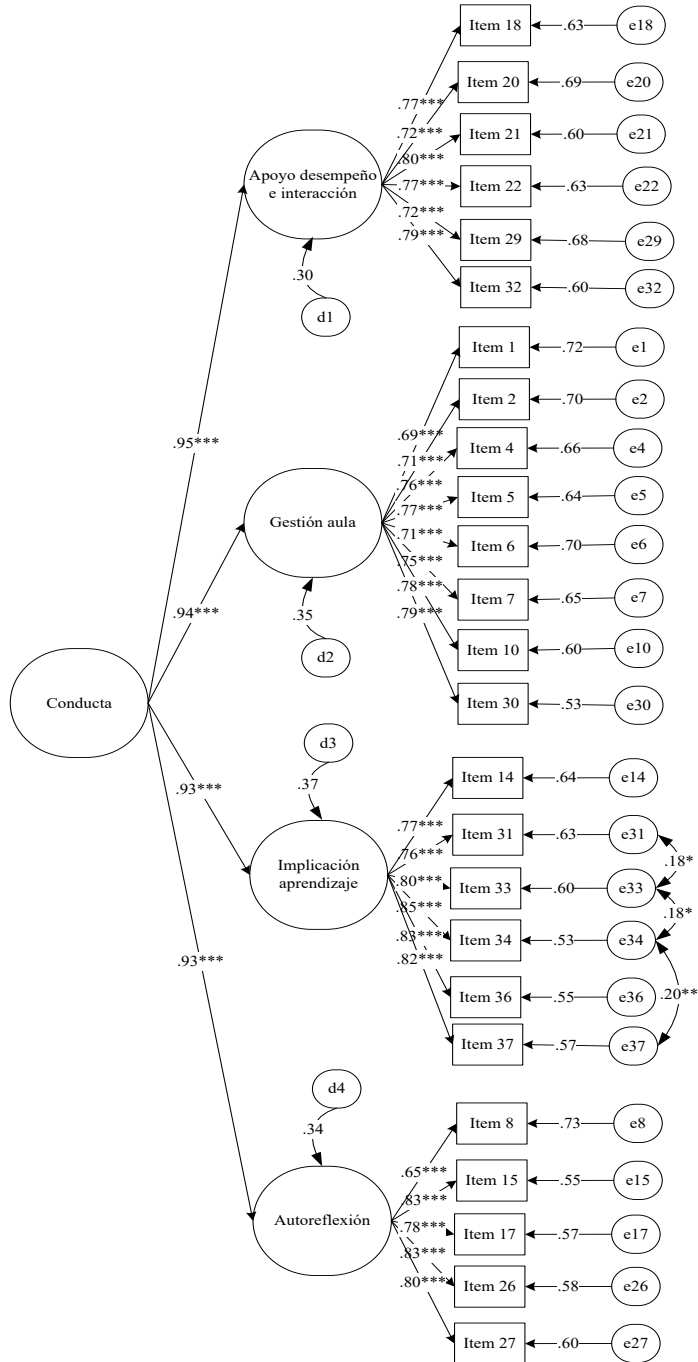 Item 18
.63
e18
Item 20
.69
e20
.77***
.72***
Item 21
.60
e21
.80***
Apoyo desempeño
e interacción
.77***
Item 22
.63
e22
.72***
.79***
Item 29
.68
e29
.30
Item 32
.60
e32
d1
Item 1
.72
e1
Item 2
.70
e2
.69***
.95***
Item 4
.66
e4
.71***
.76***
Item 5
.64
e5
.77***
Gestión aula
.71***
Item 6
.70
e6
.75***
.78***
Item 7
.65
e7
.79***
.94***
.35
d2
Item 10
.60
e10
Conducta
Item 30
.53
e30
d3
.37
Item 14
.64
e14
.93***
.77***
Item 31
.63
e31
.76***
.18*
Implicación
aprendizaje
.80***
Item 33
.60
e33
.85***
.18*
.83***
Item 34
.53
e34
.82***
.93***
Item 36
.55
e36
.20**
Item 37
.57
e37
d4
.34
Item 8
.73
e8
.65***
Item 15
.55
e15
.83***
Autoreflexión
.78***
Item 17
.57
e17
.83***
.80***
Item 26
.58
e26
Item 27
.60
e27